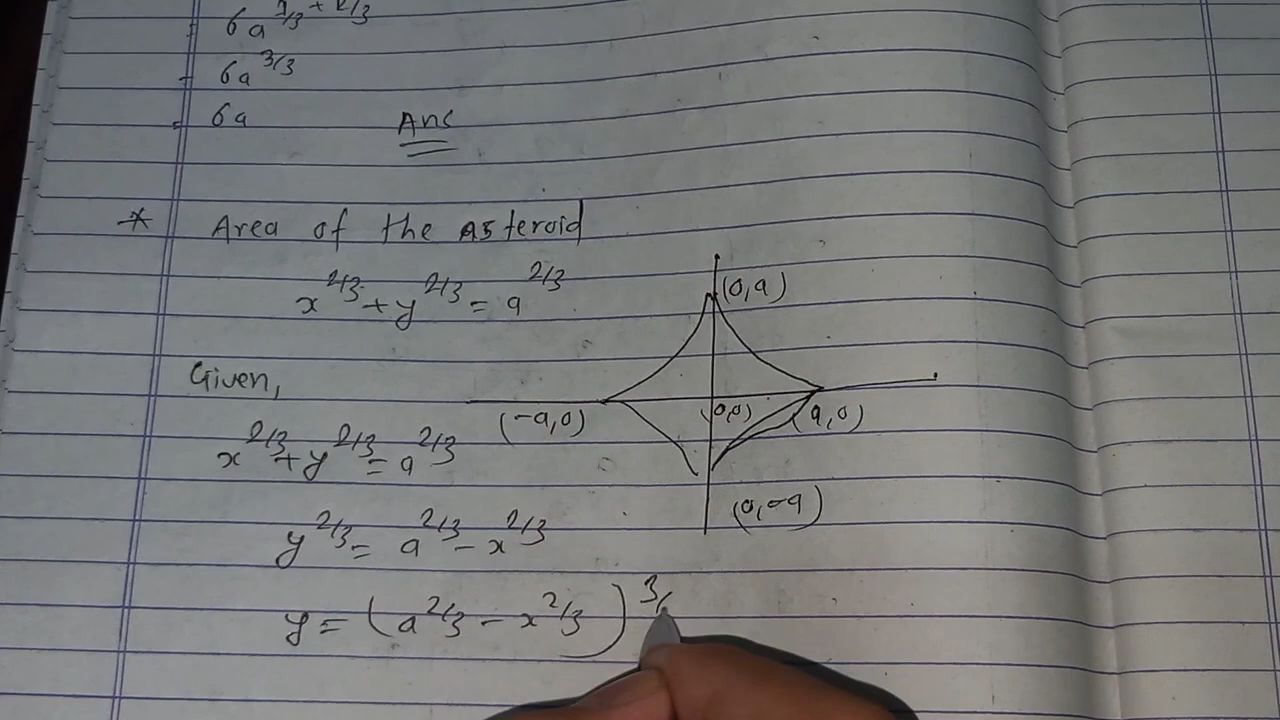 = 6a^{1/3 + 2/3}
= 6a^{3/3}
= 6a Ans
* Area of the Asteroid
x^{2/3} + y^{2/3} = a^{2/3}
(0,a)
Given,
(-a,0) (0,0) (a,0)
x^{2/3} + y^{2/3} = a^{2/3}
(0,-a)
y^{2/3} = a^{2/3} - x^{2/3}
y = (a^{2/3} - x^{2/3})^{3/